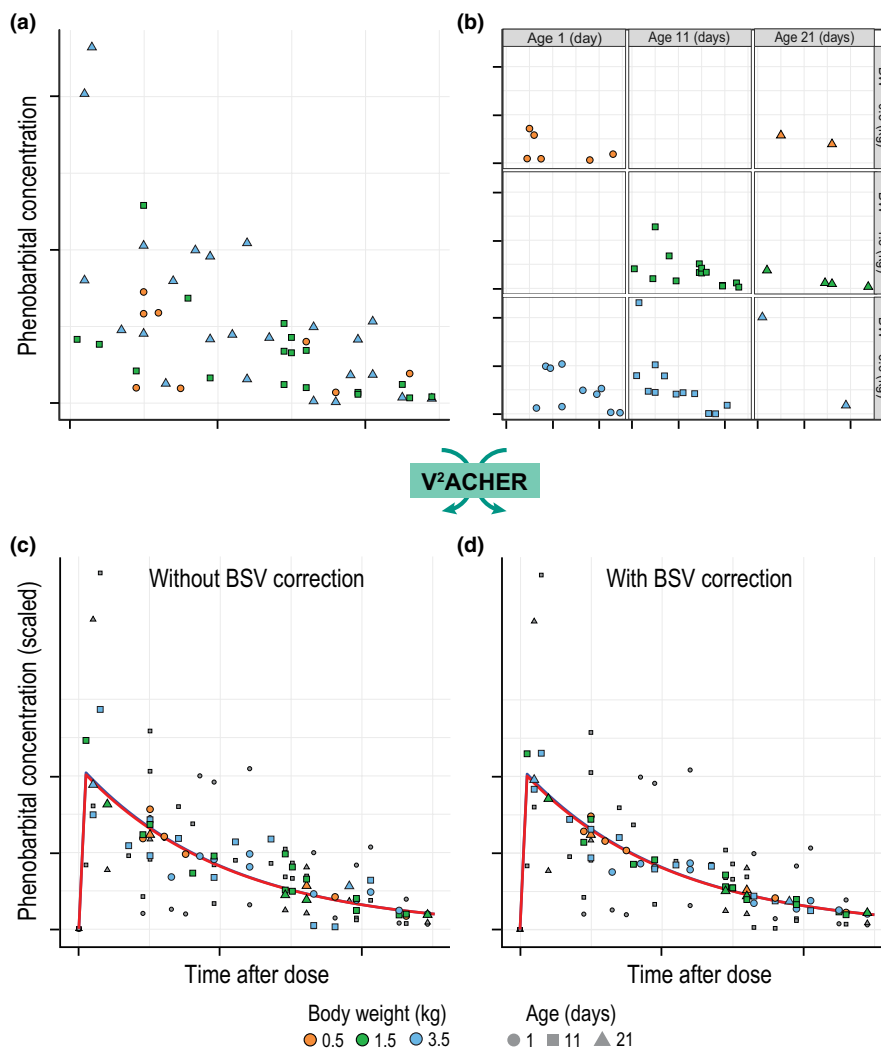 (a)
(b)
Age 1 (day)
Age 11 (days)
Age 21 (days)
Phenobarbital concentration
V²ACHER
(c)
(d)
Without BSV correction
With BSV correction
Phenobarbital concentration (scaled)
Time after dose
Time after dose
Body weight (kg)
Age (days)
0.5 1.5 3.5
1 11 21